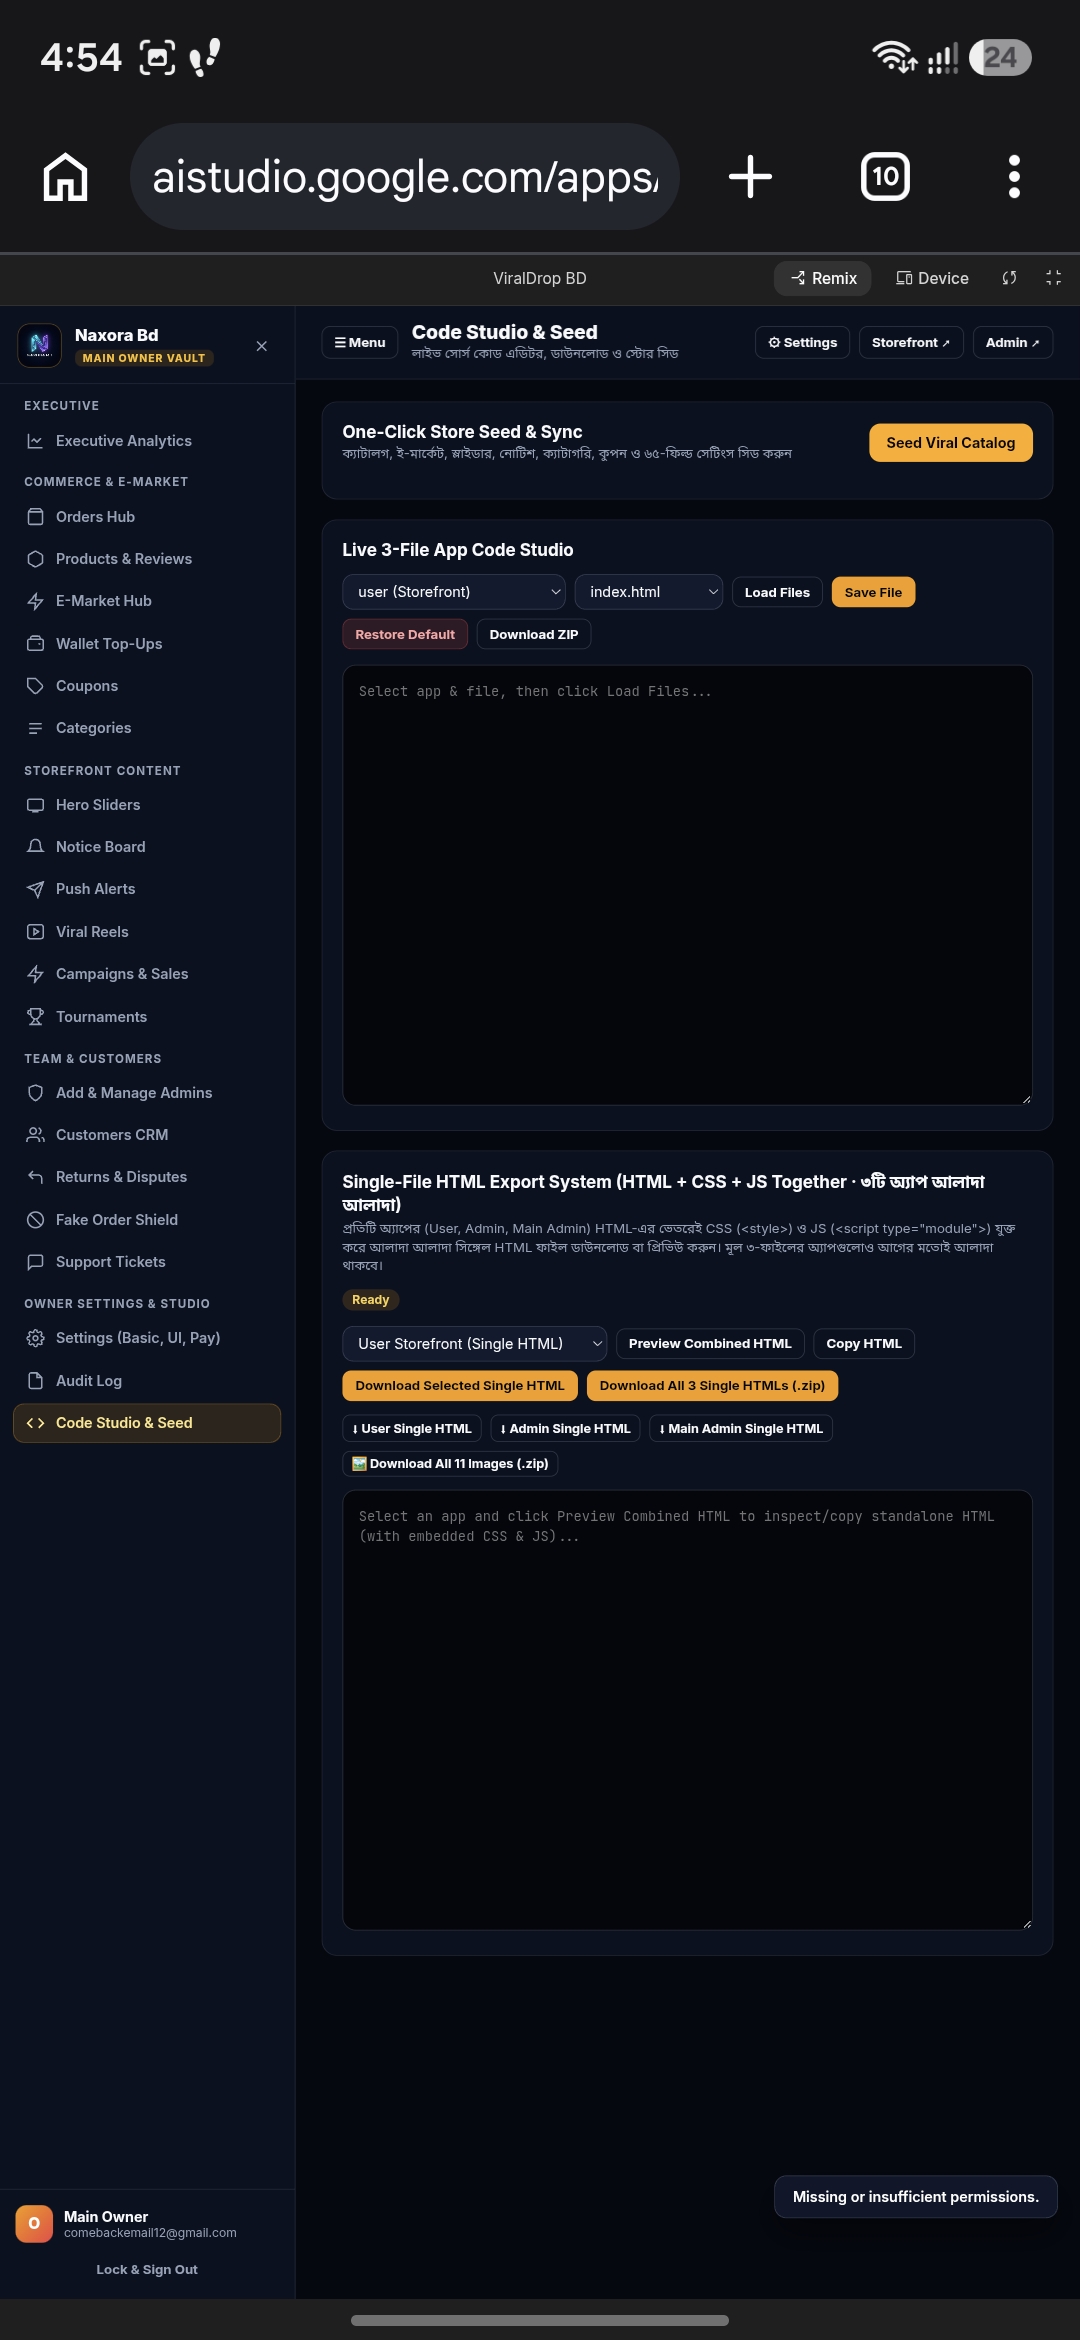 4:54
24
aistudio.google.com/apps/
10
ViralDrop BD
Remix
Device
Naxora Bd
MAIN OWNER VAULT
EXECUTIVE
Executive Analytics
COMMERCE & E-MARKET
Orders Hub
Products & Reviews
E-Market Hub
Wallet Top-Ups
Coupons
Categories
STOREFRONT CONTENT
Hero Sliders
Notice Board
Push Alerts
Viral Reels
Campaigns & Sales
Tournaments
TEAM & CUSTOMERS
Add & Manage Admins
Customers CRM
Returns & Disputes
Fake Order Shield
Support Tickets
OWNER SETTINGS & STUDIO
Settings (Basic, UI, Pay)
Audit Log
Code Studio & Seed
Main Owner
comebackemail12@gmail.com
Lock & Sign Out
☰ Menu
Code Studio & Seed
লাইভ সোর্স কোড এডিটর, ডাউনলোড ও স্টোর সিড
⚙ Settings
Storefront ↗
Admin ↗
One-Click Store Seed & Sync
ক্যাটালগ, ই-মার্কেট, স্লাইডার, নোটিশ, ক্যাটাগরি, কুপন ও ৬৫-ফিল্ড সেটিংস সিড করুন
Seed Viral Catalog
Live 3-File App Code Studio
user (Storefront)
index.html
Load Files
Save File
Restore Default
Download ZIP
Select app & file, then click Load Files...
Single-File HTML Export System (HTML + CSS + JS Together · ৩টি অ্যাপ আলাদা
আলাদা)
প্রতিটি অ্যাপের (User, Admin, Main Admin) HTML-এর ভেতরেই CSS (<style>) ও JS (<script type="module">) যুক্ত
করে আলাদা আলাদা সিঙ্গেল HTML ফাইল ডাউনলোড বা প্রিভিউ করুন। মূল ৩-ফাইলের অ্যাপগুলোও আগের মতোই আলাদা
থাকবে।
Ready
User Storefront (Single HTML)
Preview Combined HTML
Copy HTML
Download Selected Single HTML
Download All 3 Single HTMLs (.zip)
⬇ User Single HTML
⬇ Admin Single HTML
⬇ Main Admin Single HTML
🖼️ Download All 11 Images (.zip)
Select an app and click Preview Combined HTML to inspect/copy standalone HTML
(with embedded CSS & JS)...
Missing or insufficient permissions.